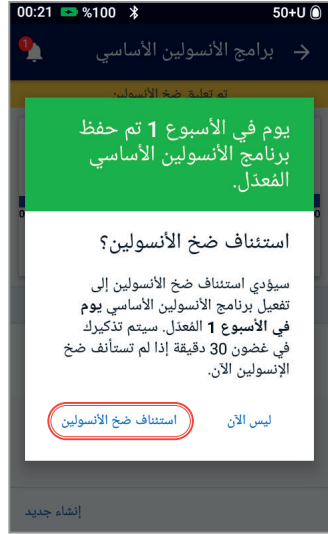 00:21 %100 50+U
1
برامج الأنسولين الأساسي
تم تعليق ضخ الأنسولين
يوم في الأسبوع 1 تم حفظ
برنامج الأنسولين الأساسي
المُعدَل.
استئناف ضخ الأنسولين؟
سيؤدي استئناف ضخ الأنسولين إلى
تفعيل برنامج الأنسولين الأساسي يوم
في الأسبوع 1 المُعدَل. سيتم تذكيرك
في غضون 30 دقيقة إذا لم تستأنف ضخ
الإنسولين الآن.
ليس الآن
استئناف ضخ الأنسولين
إنشاء جديد